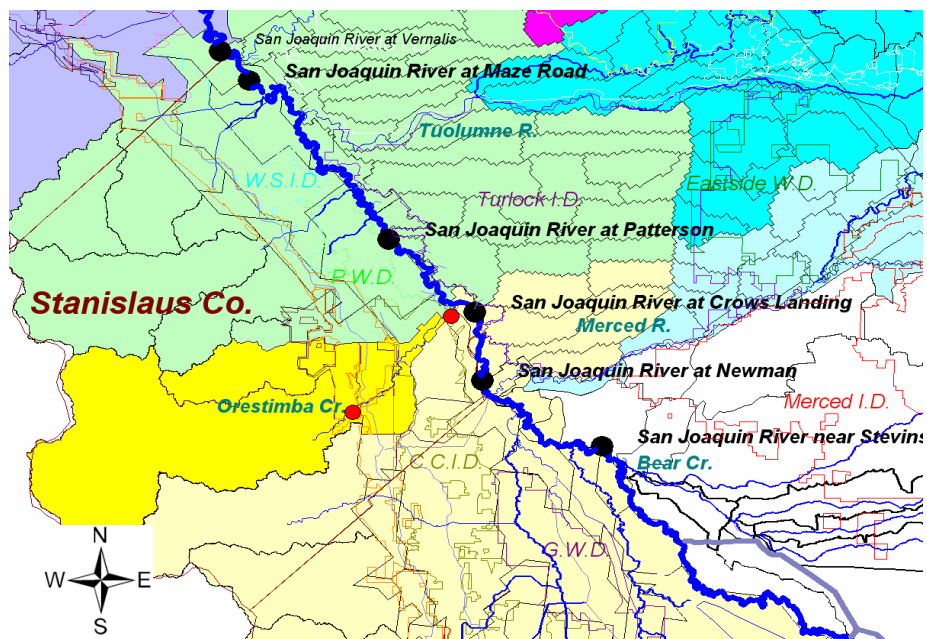 San Joaquin River at Vernalis
San Joaquin River at Maze Road
Tuolumne R.
W.S.I.D.
Eastside W.D.
Turlock I.D.
San Joaquin River at Patterson
P.W.D.
Stanislaus Co.
San Joaquin River at Crows Landing
Merced R.
San Joaquin River at Newman
Orestimba Cr.
Merced I.D.
San Joaquin River near Stevins
C.C.I.D.
Bear Cr.
G.W.D.
N
W
E
S